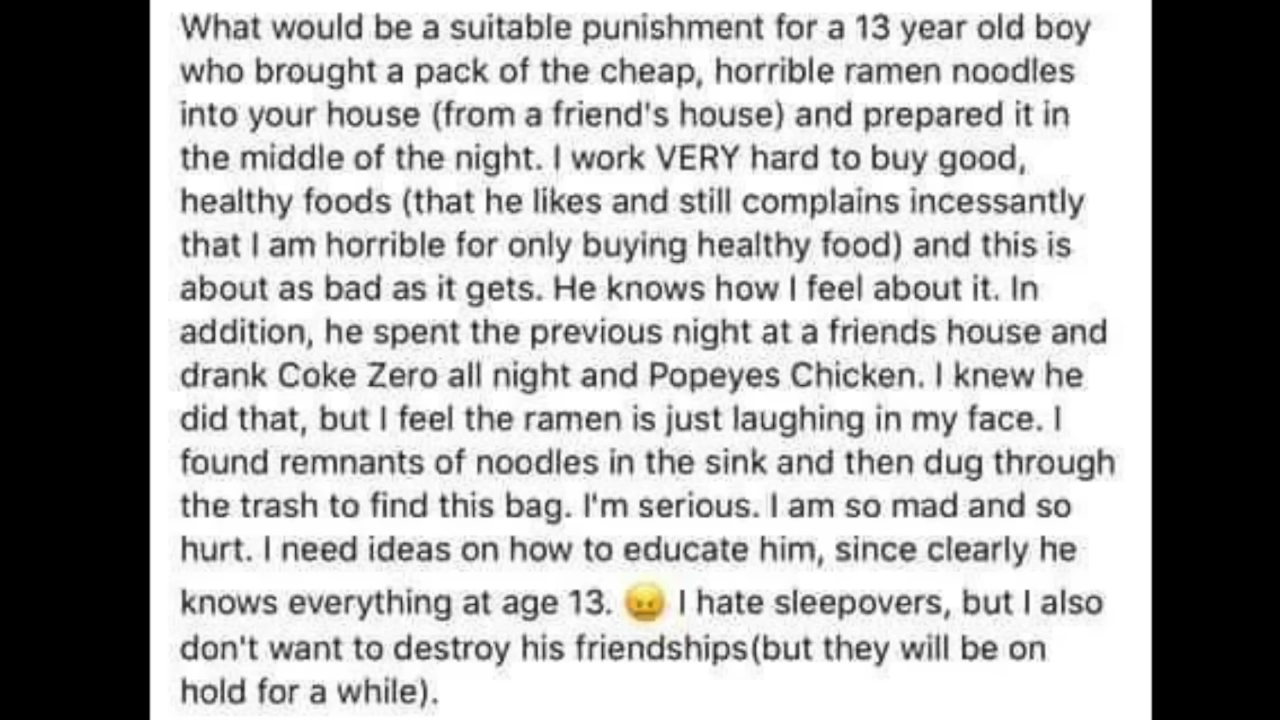 What would be a suitable punishment for a 13 year old boy
who brought a pack of the cheap, horrible ramen noodles
into your house (from a friend's house) and prepared it in
the middle of the night. I work VERY hard to buy good,
healthy foods (that he likes and still complains incessantly
that I am horrible for only buying healthy food) and this is
about as bad as it gets. He knows how I feel about it. In
addition, he spent the previous night at a friends house and
drank Coke Zero all night and Popeyes Chicken. I knew he
did that, but I feel the ramen is just laughing in my face. I
found remnants of noodles in the sink and then dug through
the trash to find this bag. I'm serious. I am so mad and so
hurt. I need ideas on how to educate him, since clearly he
knows everything at age 13. 😠 I hate sleepovers, but I also
don't want to destroy his friendships(but they will be on
hold for a while).